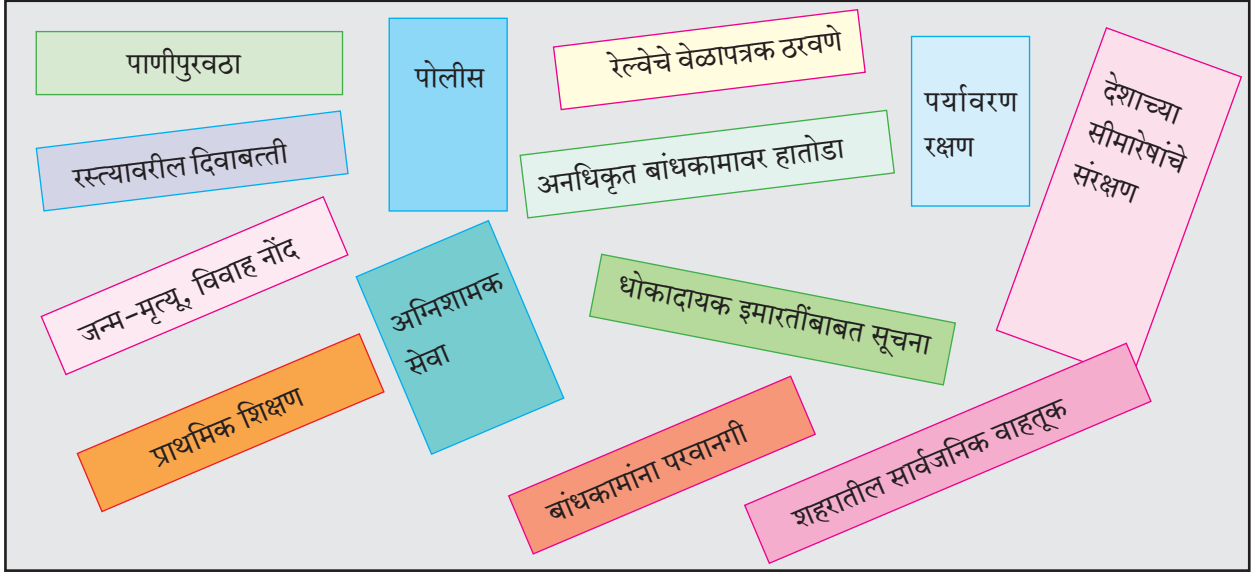 पाणीपुरवठा
पोलीस
रेल्वेचे वेळापत्रक ठरवणे
पर्यावरण
रक्षण
देशाच्या
सीमारेषांचे
संरक्षण
रस्त्यावरील दिवाबत्ती
अनधिकृत बांधकामावर हातोडा
जन्म-मृत्यू, विवाह नोंद
अग्निशामक
सेवा
धोकादायक इमारतींबाबत सूचना
प्राथमिक शिक्षण
बांधकामांना परवानगी
शहरातील सार्वजनिक वाहतूक